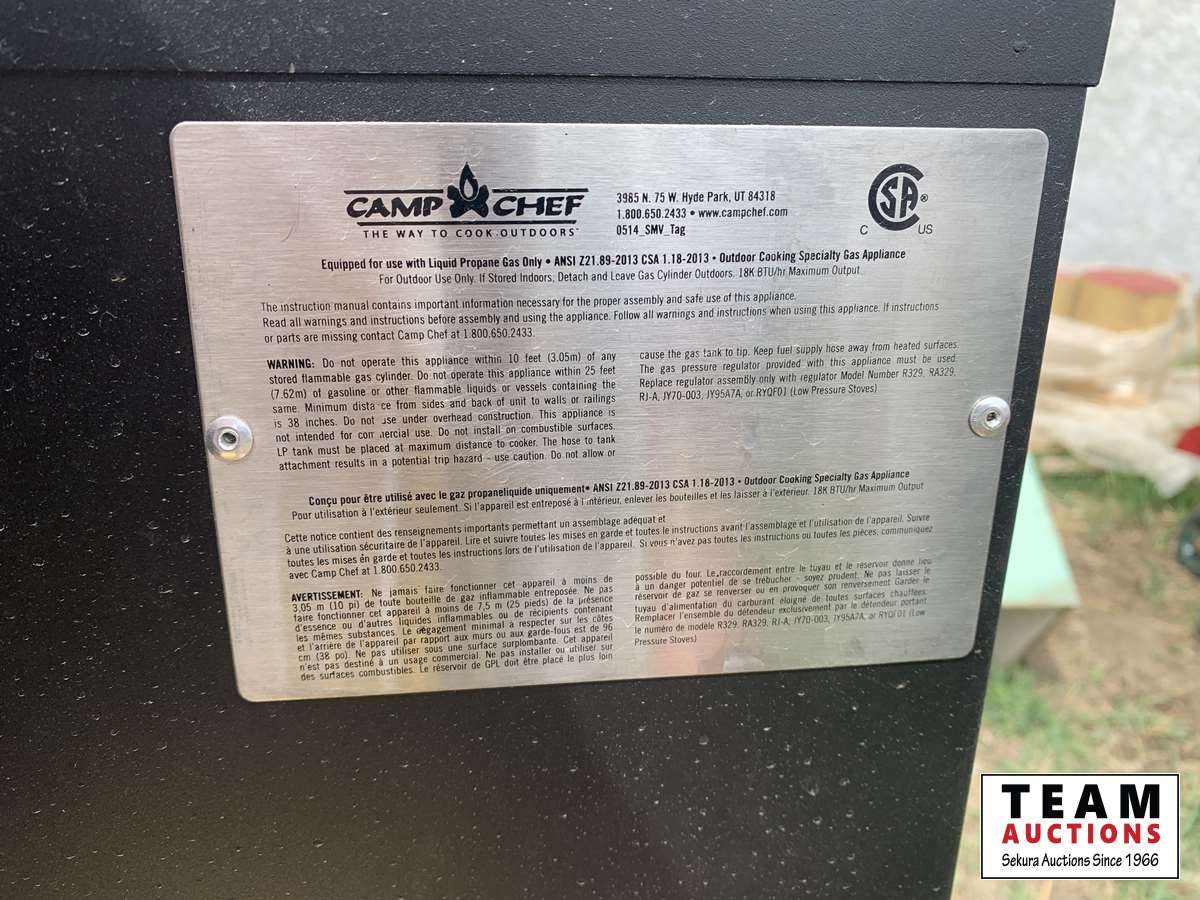 CAMP CHEF
THE WAY TO COOK OUTDOORS™
3985 N. 75 W. Hyde Park, UT 84318
1.800.650.2433 • www.campchef.com
0514_SMV_Tag
CSA®
C US
Equipped for use with Liquid Propane Gas Only • ANSI Z21.89-2013 CSA 1.18-2013 • Outdoor Cooking Specialty Gas Appliance
For Outdoor Use Only. If Stored Indoors, Detach and Leave Gas Cylinder Outdoors. 18K BTU/hr Maximum Output
The instruction manual contains important information necessary for the proper assembly and safe use of this appliance.
Read all warnings and instructions before assembly and using the appliance. Follow all warnings and instructions when using this appliance. If instructions
or parts are missing contact Camp Chef at 1.800.650.2433.
WARNING: Do not operate this appliance within 10 feet (3.05m) of any
stored flammable gas cylinder. Do not operate this appliance within 25 feet
(7.62m) of gasoline or other flammable liquids or vessels containing the
same. Minimum distance from sides and back of unit to walls or railings
is 38 inches. Do not use under overhead construction. This appliance is
not intended for commercial use. Do not install on combustible surfaces.
LP tank must be placed at maximum distance to cooker. The hose to tank
attachment results in a potential trip hazard - use caution. Do not allow or
cause the gas tank to tip. Keep fuel supply hose away from heated surfaces.
The gas pressure regulator provided with this appliance must be used.
Replace regulator assembly only with regulator Model Number R329, RA329,
RJ-A, JY70-003, JY95A7A, or RYQF01 (Low Pressure Stoves)
Conçu pour être utilisé avec le gaz propaneliquide uniquement• ANSI Z21.89-2013 CSA 1.18-2013 • Outdoor Cooking Specialty Gas Appliance
Pour utilisation à l'extérieur seulement. Si l'appareil est entreposé à l'intérieur, enlever les bouteilles et les laisser à l'exterieur. 18K BTU/hr Maximum Output
Cette notice contient des renseignements importants permettant un assemblage adéquat et
à une utilisation sécuritaire de l'appareil. Lire et suivre toutes les mises en garde et toutes le instructions avant l'assemblage et l'utilisation de l'appareil. Suivre
toutes les mises en garde et toutes les instructions lors de l'utilisation de l'appareil. Si vous n'avez pas toutes les instructions ou toutes les pièces, communiquez
avec Camp Chef at 1.800.650.2433.
AVERTISSEMENT: Ne jamais faire fonctionner cet appareil à moins de
3,05 m (10 pi) de toute bouteille de gaz inflammable entreposée. Ne pas
faire fonctionner cet appareil à moins de 7,5 m (25 pieds) de la présence
d'essence ou d'autres liquides inflammables ou de récipients contenant
les mêmes substances. Le dégagement minimal à respecter sur les côtes
et l'arrière de l'appareil par rapport aux murs ou aux garde-fous est de 96
cm (38 po). Ne pas utiliser sous une surface surplombante. Cet appareil
n'est pas destiné à un usage commercial. Ne pas installer ou utiliser sur
des surfaces combustibles. Le réservoir de GPL doit être placé le plus loin
possible du four. Le raccordement entre le tuyau et le réservoir donne lieu
à un danger potentiel de se trébucher - soyez prudent. Ne pas laisser le
réservoir de gaz se renverser ou en provoquer son renversement Garder le
tuyau d'alimentation du carburant éloigné de toutes surfaces chauffées.
Remplacer l'ensemble du détendeur exclusivement par le détendeur portant
le numéro de modèle R329, RA329, RJ-A, JY70-003, JY95A7A, or RYQF01 (Low
Pressure Stoves)
TEAM
AUCTIONS
Sekura Auctions Since 1966